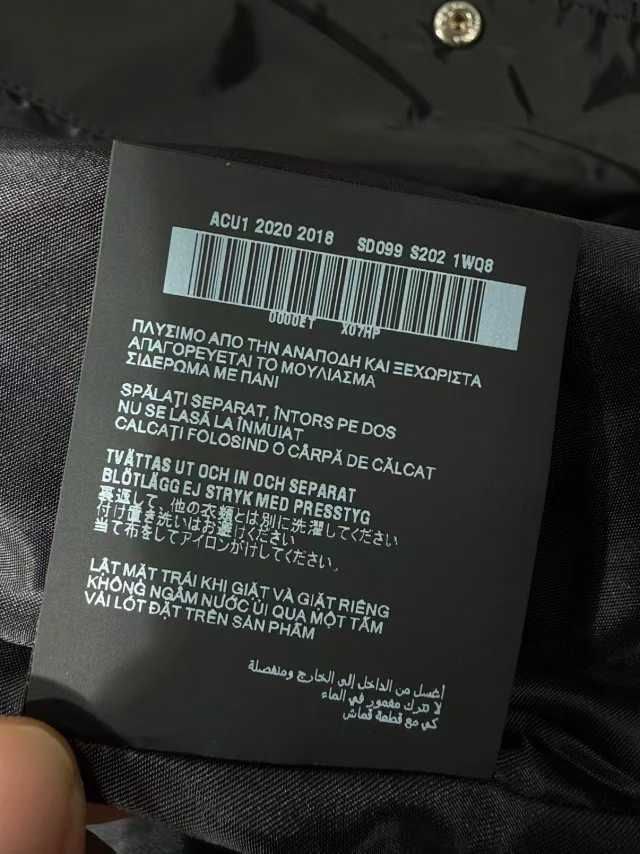 ACU1 2020 2018 SD099 S202 1WQ8
0000EY X07HP
ΠΛΥΣΙΜΟ ΑΠΟ ΤΗΝ ΑΝΑΠΟΔΗ ΚΑΙ ΞΕΧΩΡΙΣΤΑ
ΑΠΑΓΟΡΕΥΕΤΑΙ ΤΟ ΜΟΥΛΙΑΣΜΑ
ΣΙΔΕΡΩΜΑ ΜΕ ΠΑΝΙ
SPĂLAȚI SEPARAT, ÎNTORS PE DOS
NU SE LASĂ LA ÎNMUIAT
CALCAȚI FOLOSIND O CÂRPĂ DE CĂLCAT
TVÄTTAS UT OCH IN OCH SEPARAT
BLÖTLÄGG EJ STRYK MED PRESSTYG
裏返して、他の衣類とは別に洗濯してください
付け置き洗いはお避けください
当て布をしてアイロンがけしてください。
LẬT MẶT TRÁI KHI GIẶT VÀ GIẶT RIÊNG
KHÔNG NGÂM NƯỚC ỦI QUA MỘT TẤM
VẢI LÓT ĐẶT TRÊN SẢN PHẨM
اغسل من الداخل إلى الخارج ومنفصلة
لا تترك مغمور في الماء
كي مع قطعة قماش